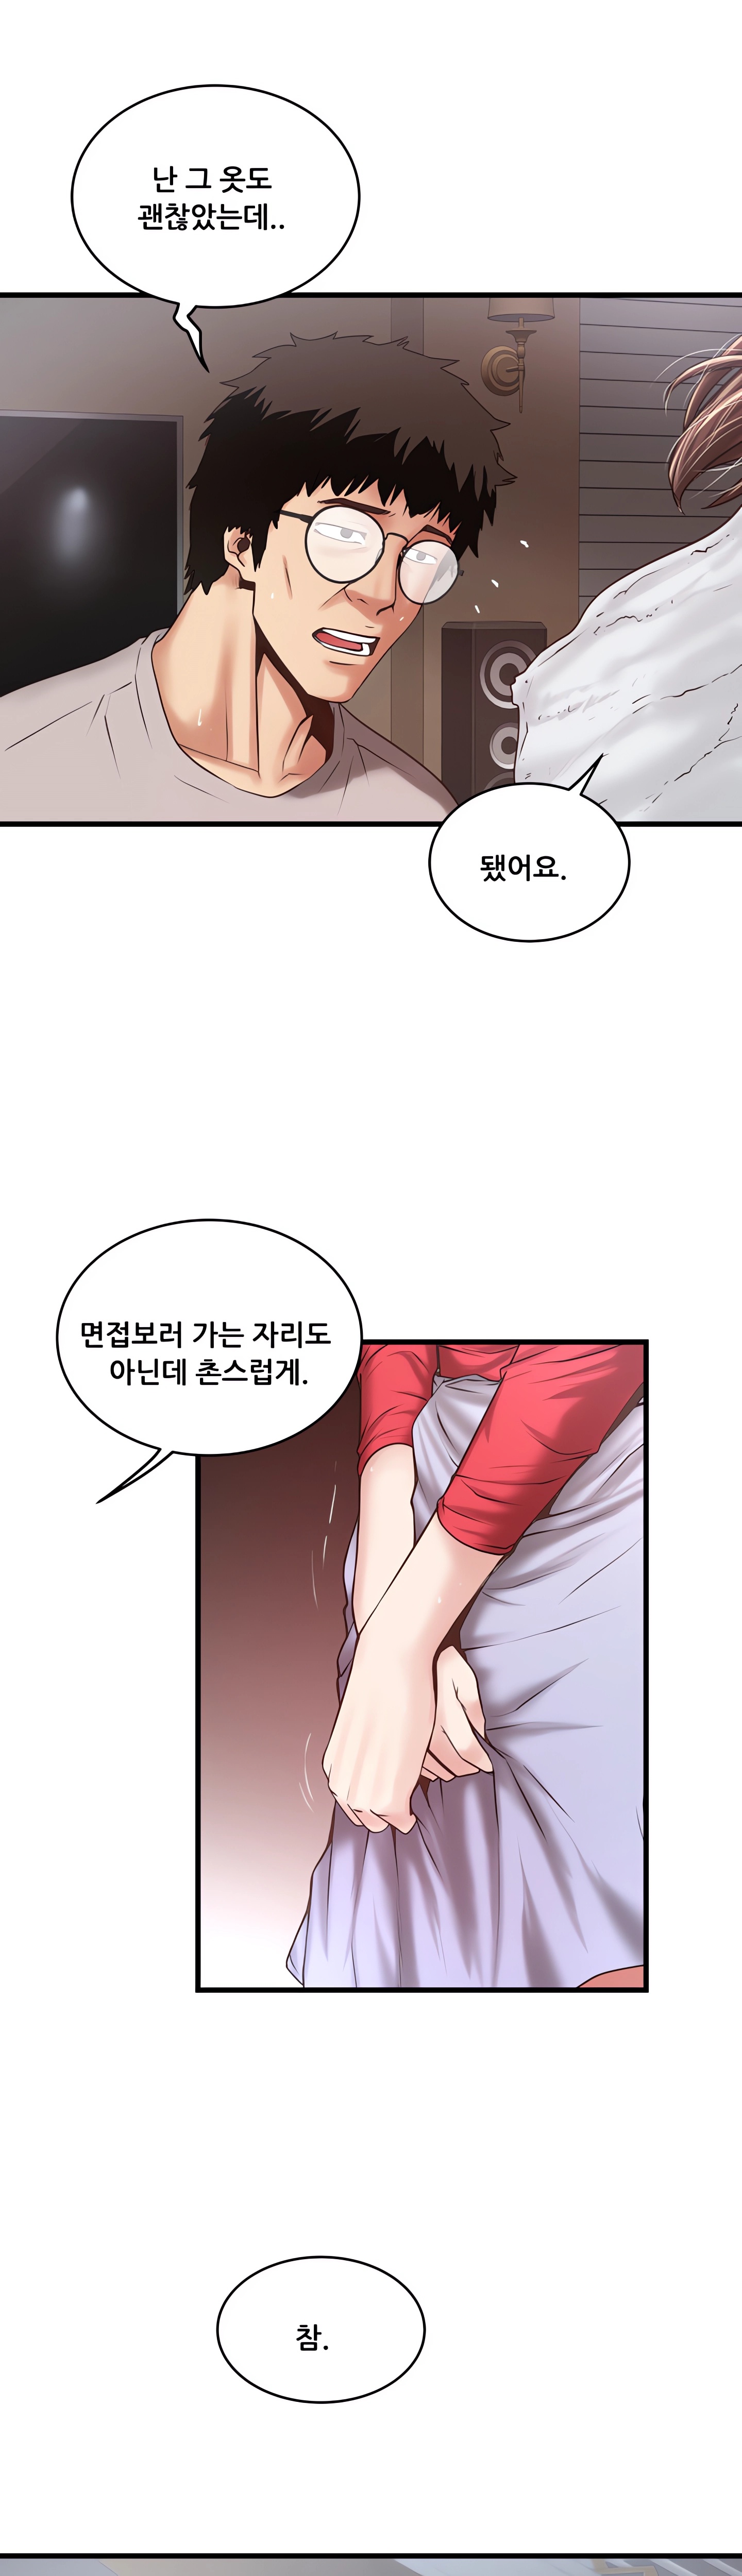 난 그 옷도
괜찮았는데..
됐어요.
면접보러 가는 자리도
아닌데 촌스럽게.
참.